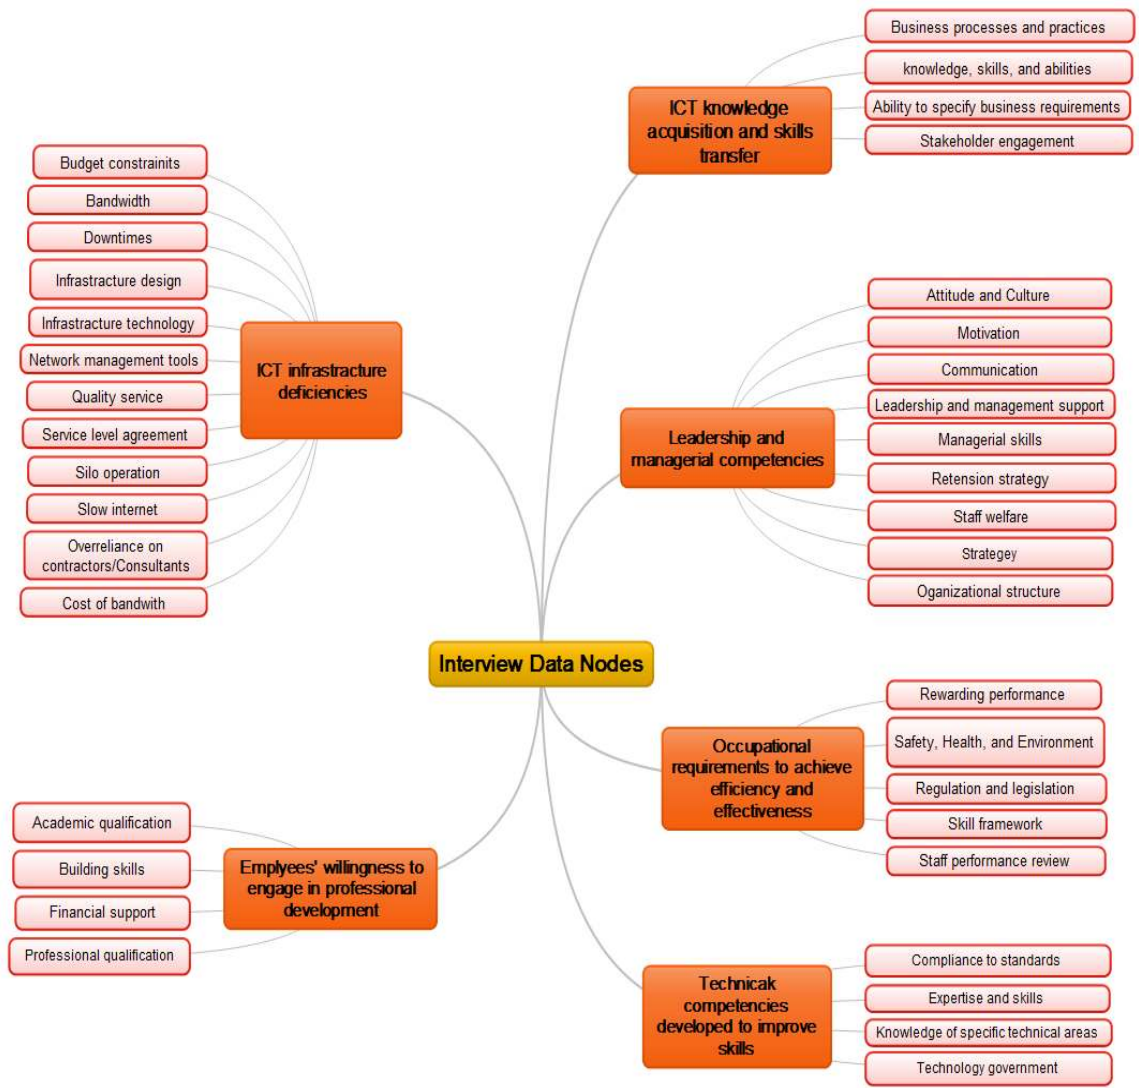 Interview Data Nodes
ICT infrastracture
deficiencies
Budget constrainits
Bandwidth
Downtimes
Infrastracture design
Infrastracture technology
Network management tools
Quality service
Service level agreement
Silo operation
Slow internet
Overreliance on
contractors/Consultants
Cost of bandwith
Emplyees' willingness to
engage in professional
development
Academic qualification
Building skills
Financial support
Professional qualification
ICT knowledge
acquisition and skills
transfer
Business processes and practices
knowledge, skills, and abilities
Ability to specify business requirements
Stakeholder engagement
Leadership and
managerial competencies
Attitude and Culture
Motivation
Communication
Leadership and management support
Managerial skills
Retension strategy
Staff welfare
Strategey
Oganizational structure
Occupational
requirements to achieve
efficiency and
effectiveness
Rewarding performance
Safety, Health, and Environment
Regulation and legislation
Skill framework
Staff performance review
Technicak
competencies
developed to improve
skills
Compliance to standards
Expertise and skills
Knowledge of specific technical areas
Technology government